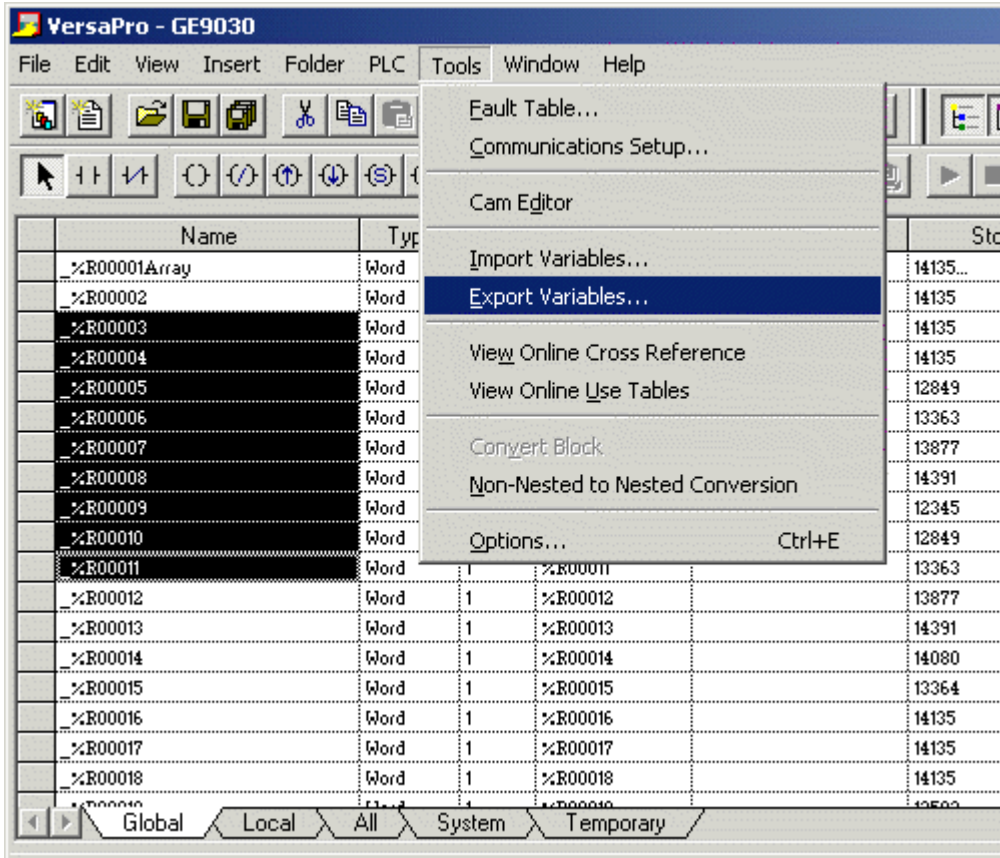 VersaPro - GE9030
File Edit View Insert Folder PLC Tools Window Help
Fault Table...
Communications Setup...
Cam Editor
Import Variables...
Export Variables...
View Online Cross Reference
View Online Use Tables
Convert Block
Non-Nested to Nested Conversion
Options... Ctrl+E
Name Typ Sto
_%R00001Array Word 14135...
_%R00002 Word 14135
_%R00003 Word 14135
_%R00004 Word 14135
_%R00005 Word 12849
_%R00006 Word 13363
_%R00007 Word 13877
_%R00008 Word 14391
_%R00009 Word 12345
_%R00010 Word 12849
_%R00011 Word 1 %R00011 13363
_%R00012 Word 1 %R00012 13877
_%R00013 Word 1 %R00013 14391
_%R00014 Word 1 %R00014 14080
_%R00015 Word 1 %R00015 13364
_%R00016 Word 1 %R00016 14135
_%R00017 Word 1 %R00017 14135
_%R00018 Word 1 %R00018 14135
Global Local All System Temporary